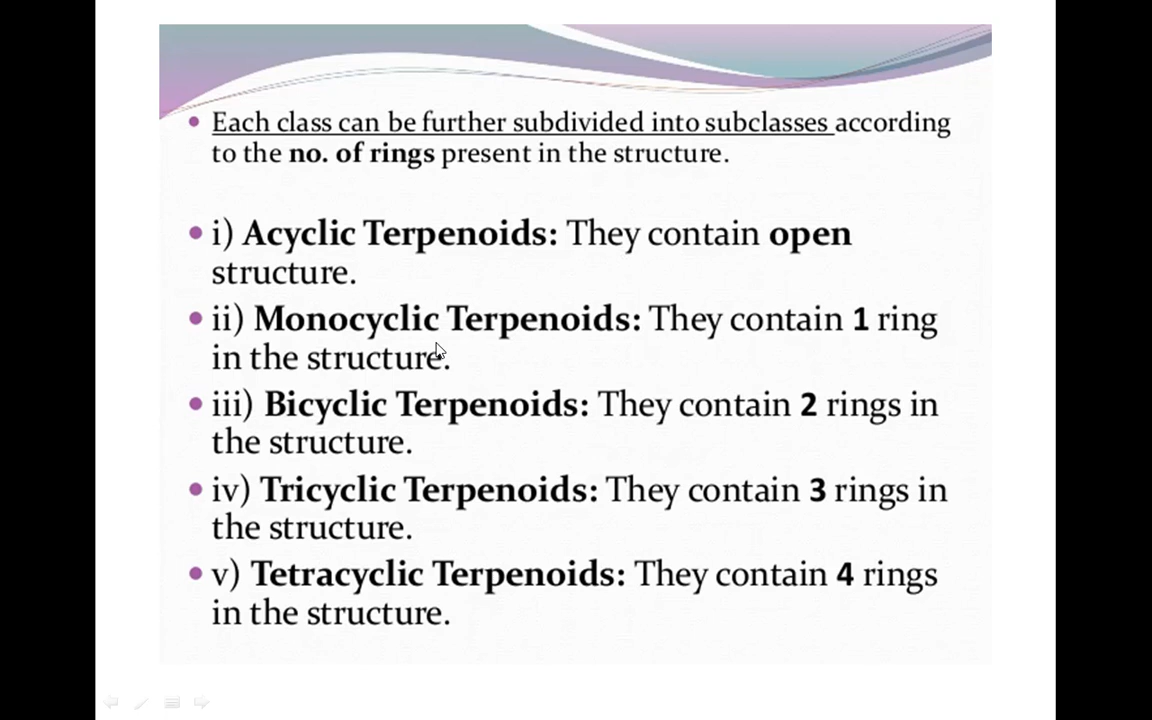 • Each class can be further subdivided into subclasses according
to the no. of rings present in the structure.
• i) Acyclic Terpenoids: They contain open
structure.
• ii) Monocyclic Terpenoids: They contain 1 ring
in the structure.
• iii) Bicyclic Terpenoids: They contain 2 rings in
the structure.
• iv) Tricyclic Terpenoids: They contain 3 rings in
the structure.
• v) Tetracyclic Terpenoids: They contain 4 rings
in the structure.